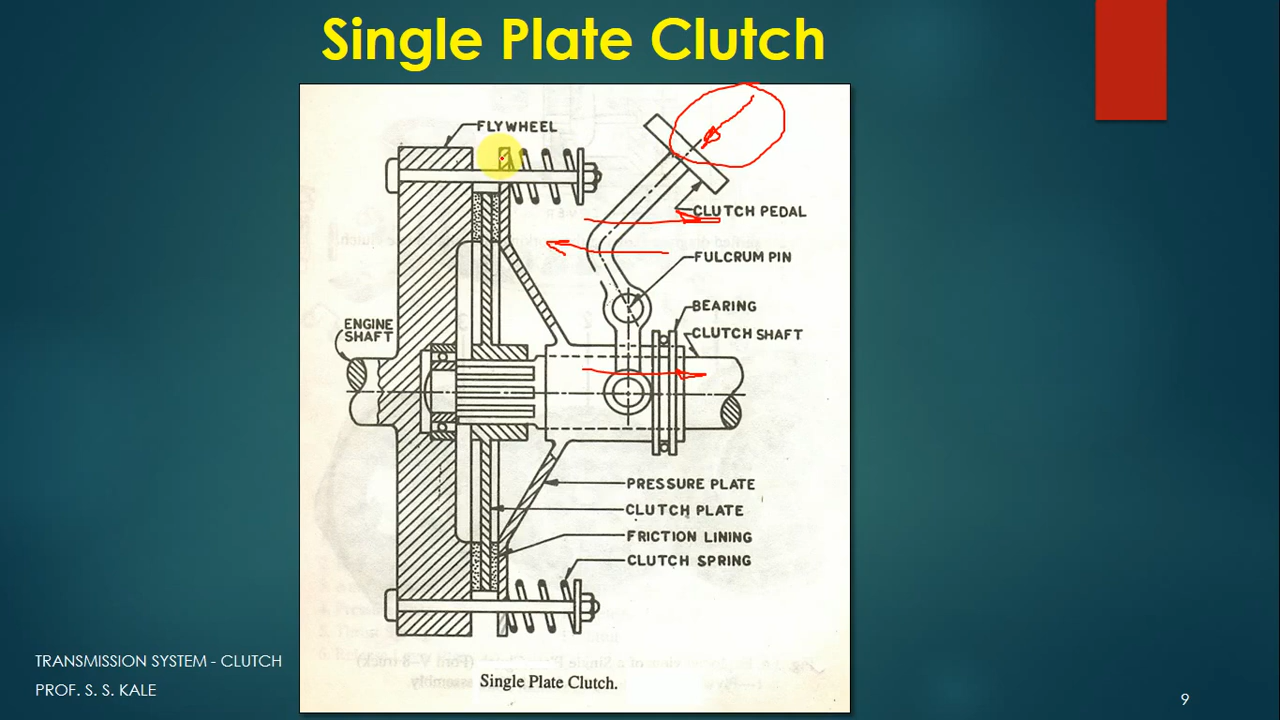 Single Plate Clutch
FLYWHEEL
CLUTCH PEDAL
FULCRUM PIN
BEARING
CLUTCH SHAFT
ENGINE
SHAFT
PRESSURE PLATE
CLUTCH PLATE
FRICTION LINING
CLUTCH SPRING
Single Plate Clutch.
TRANSMISSION SYSTEM - CLUTCH
PROF. S. S. KALE
9